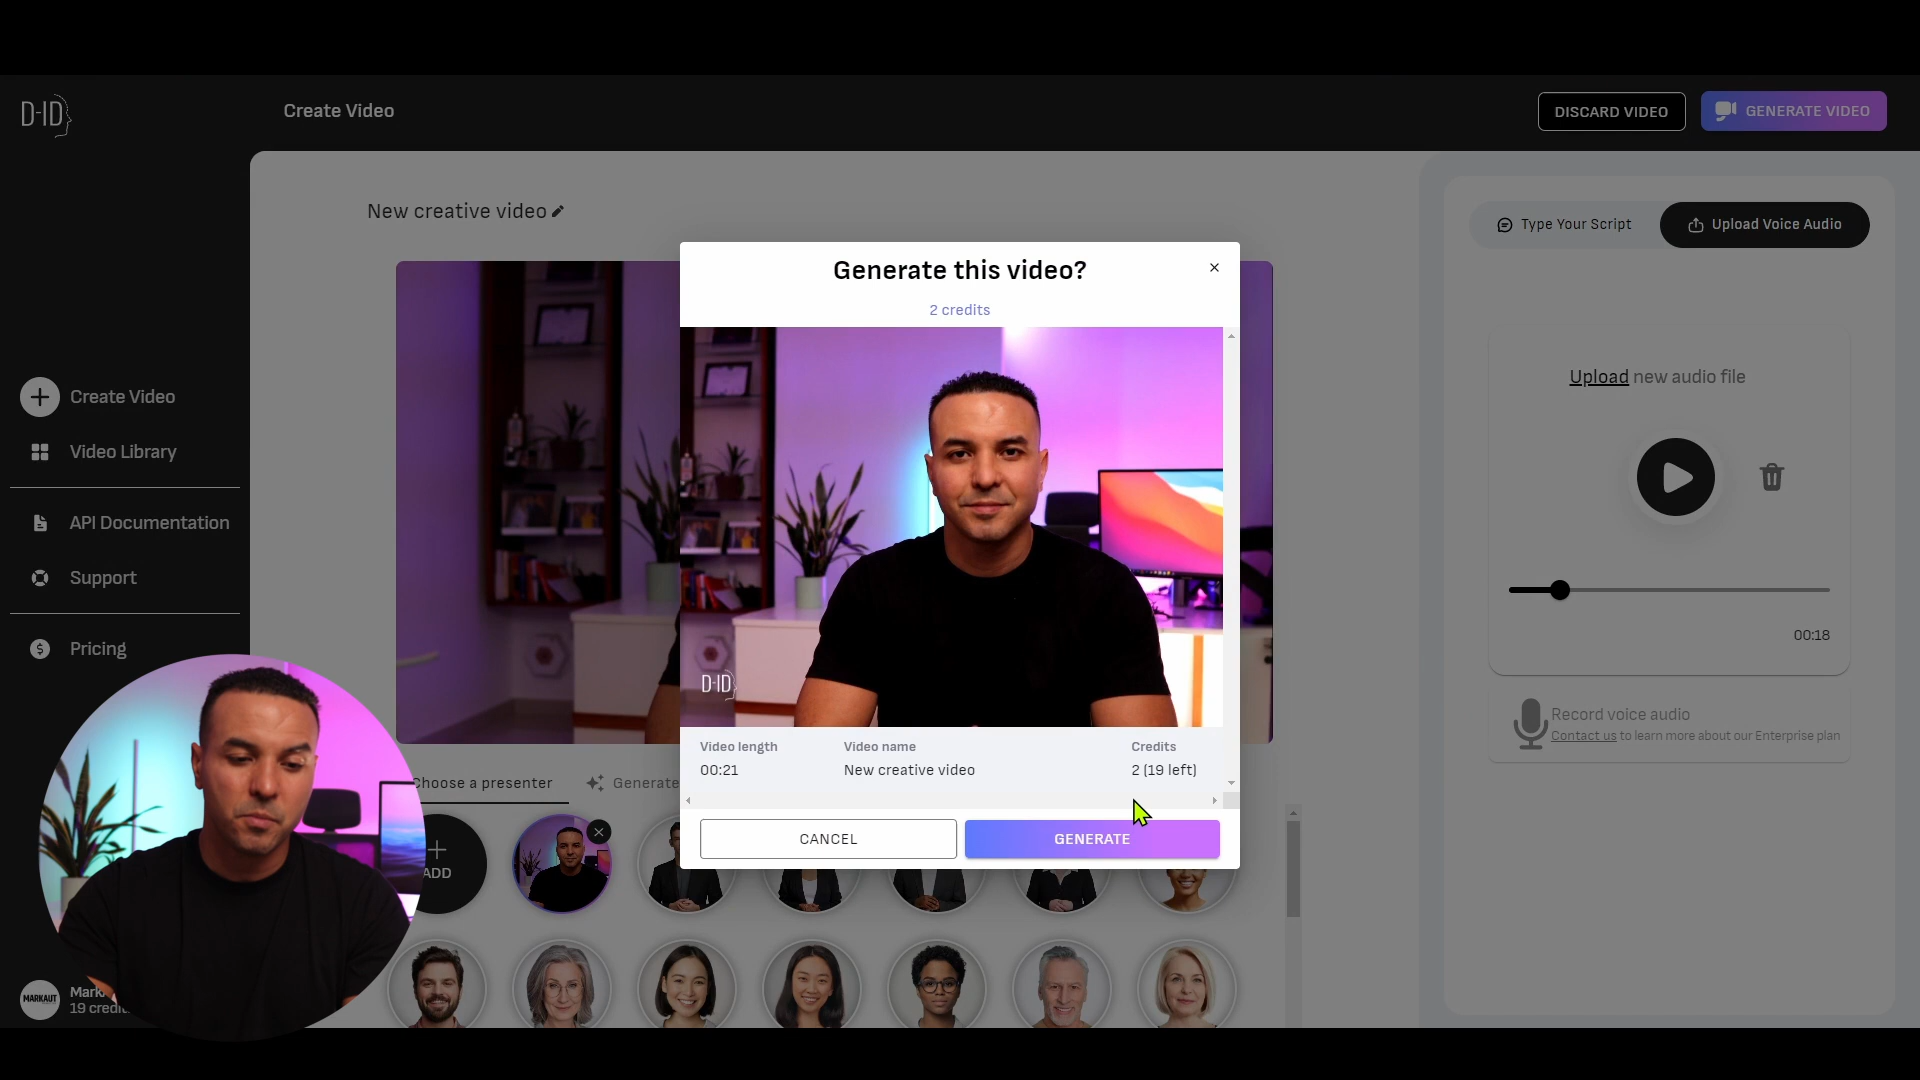 D-ID
Create Video
DISCARD VIDEO
GENERATE VIDEO
New creative video
Type Your Script
Upload Voice Audio
Generate this video?
2 credits
Upload new audio file
Create Video
Video Library
API Documentation
Support
Pricing
00:18
D-ID
Record voice audio
Contact us to learn more about our Enterprise plan
Video length
Video name
Credits
00:21
New creative video
2 (19 left)
Choose a presenter
Generate
CANCEL
GENERATE
ADD
MARKAUT
19